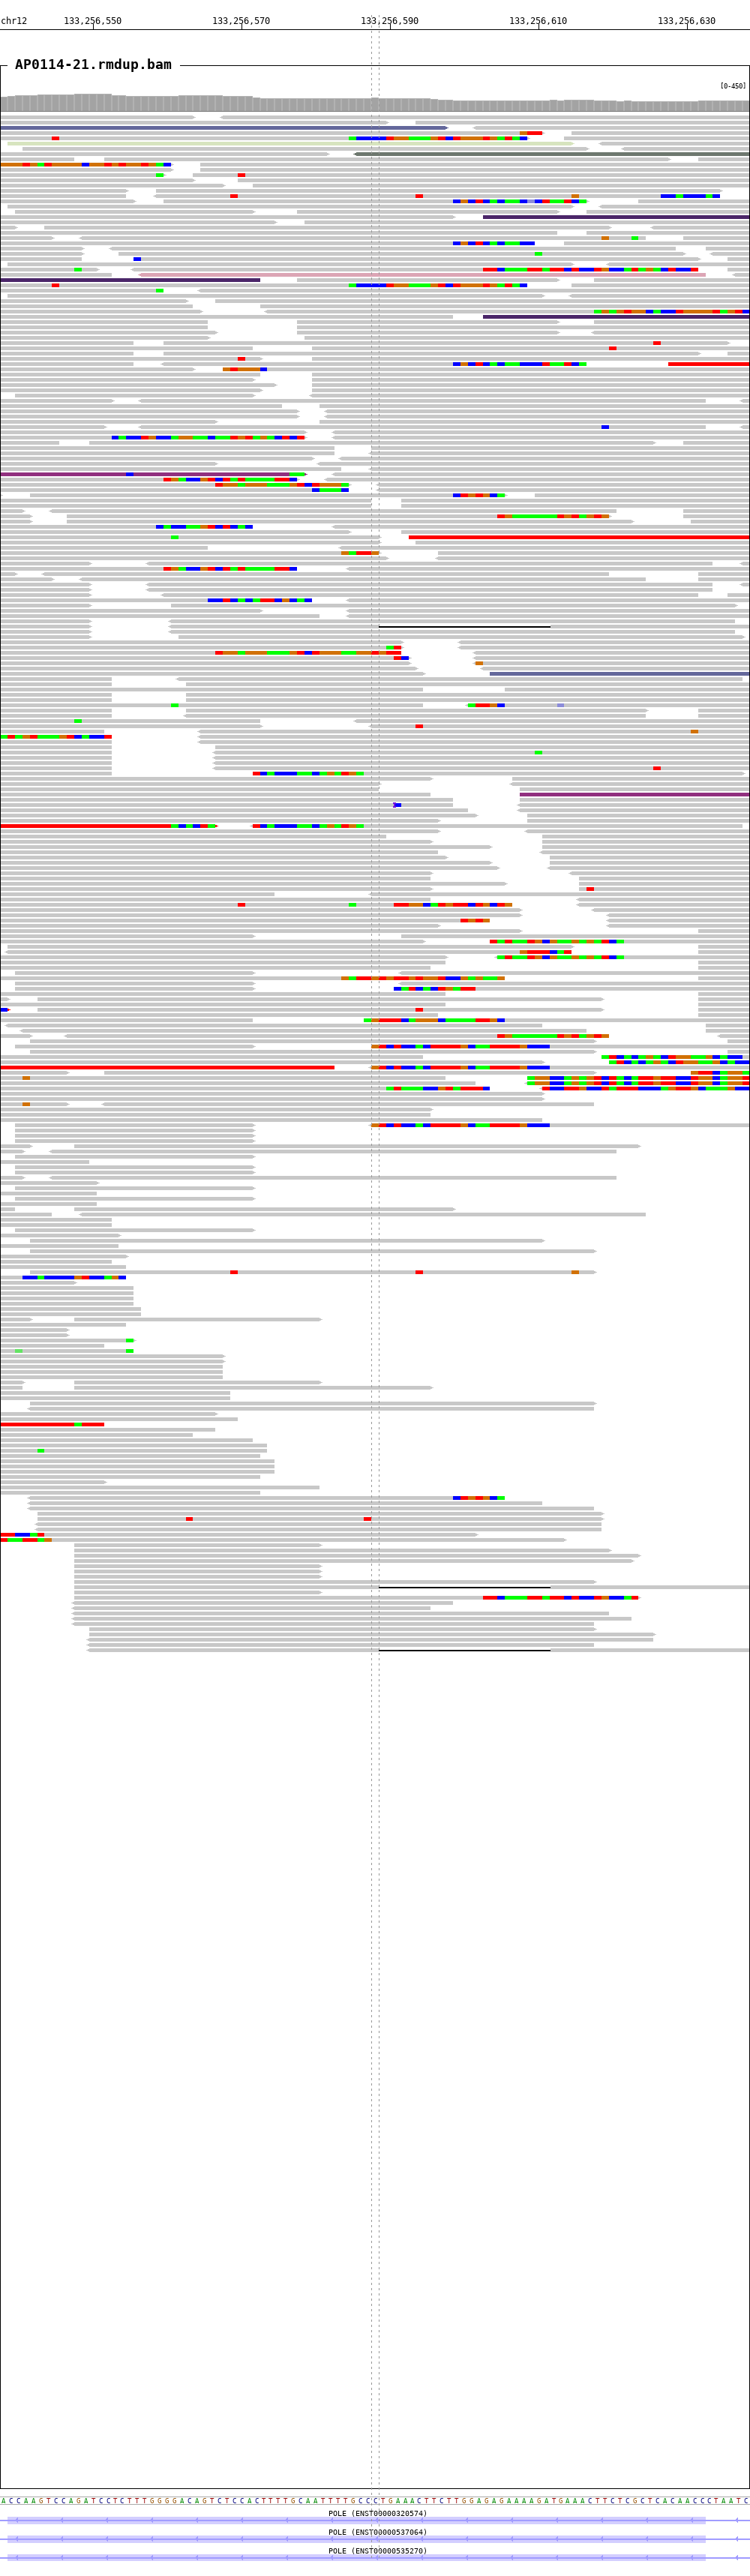 chr12 133,256,550 133,256,570 133,256,590 133,256,610 133,256,630
AP0114-21.rmdup.bam
[0-450]
ACCAAGTCCAGATCCTCTTTGGGGACAGTCTCCACTTTTGCAATTTTGCCCTGAAACTTCTTGGAGAGAAAAGATGAAACTTCTCGCTCACAACCCTAATC
POLE (ENST00000320574)
POLE (ENST00000537064)
POLE (ENST00000535270)